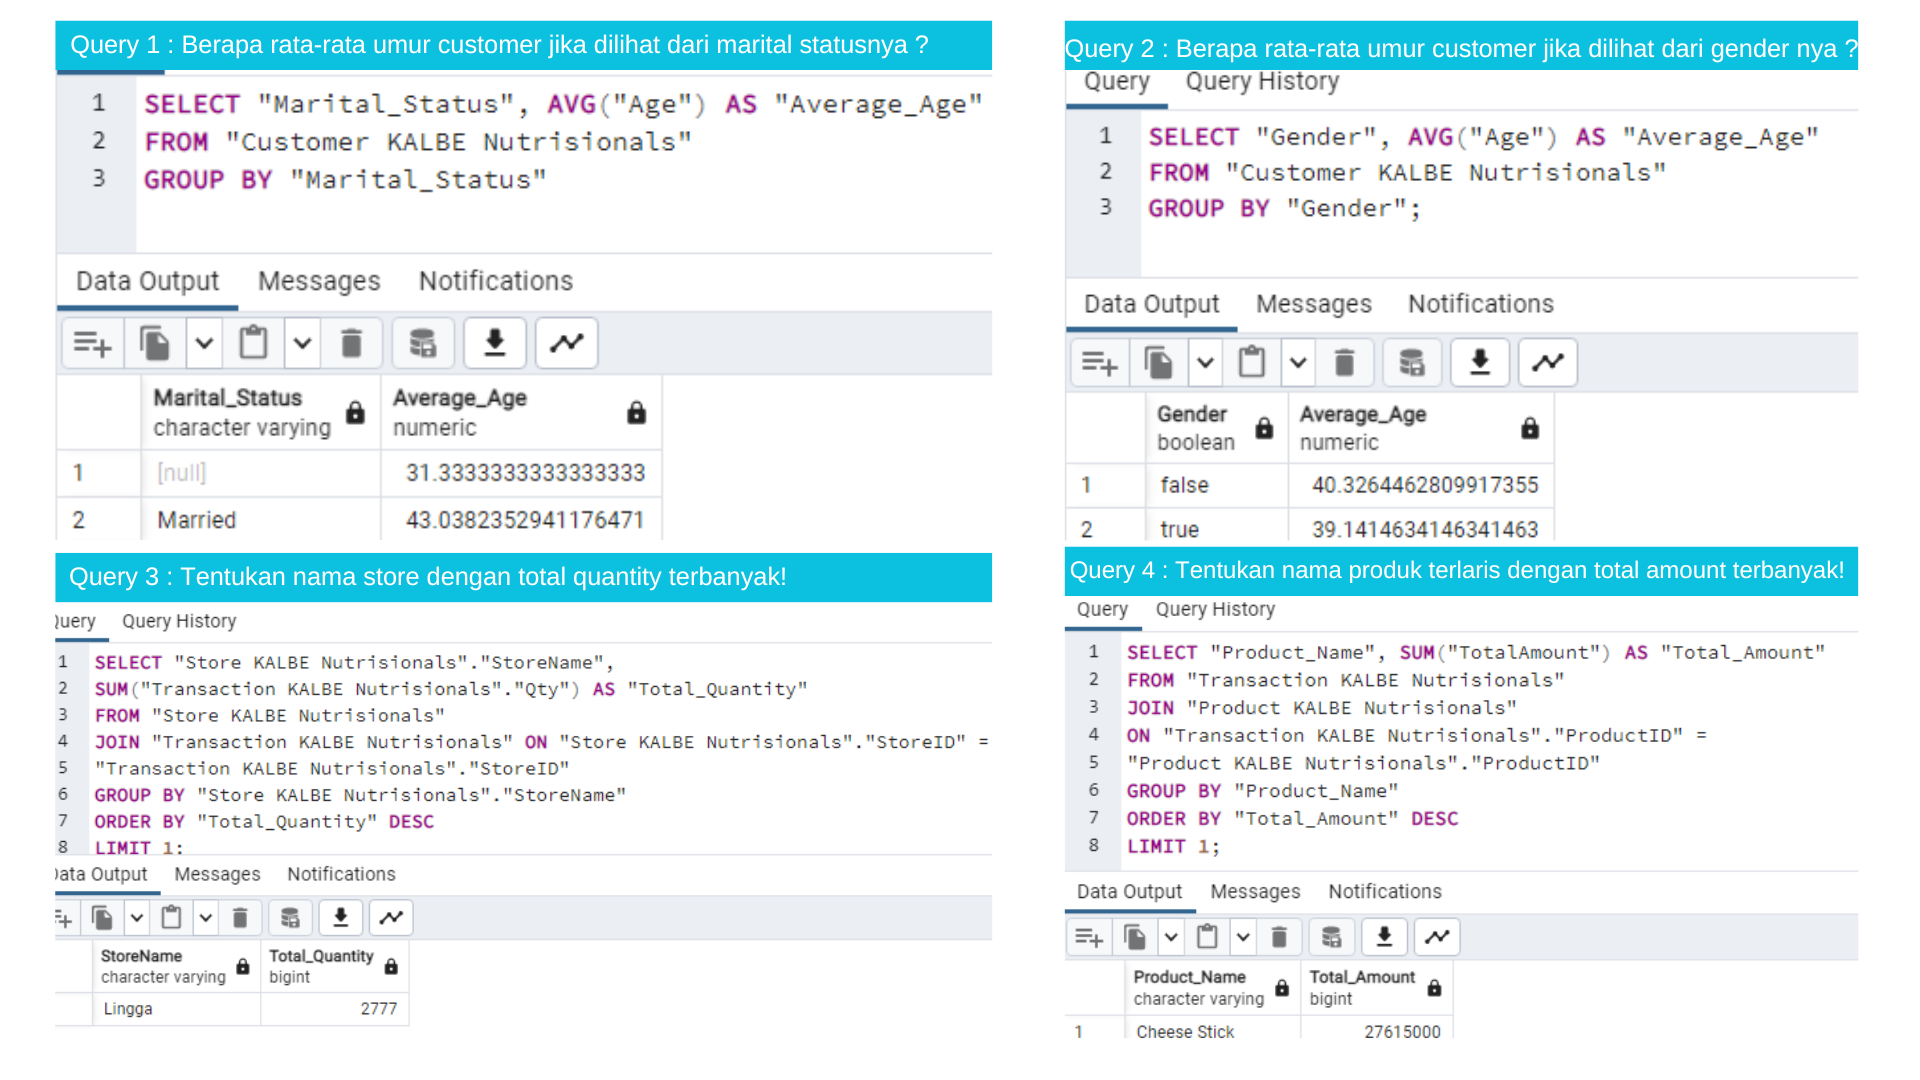 Query 1 : Berapa rata-rata umur customer jika dilihat dari marital statusnya ?
1 SELECT "Marital_Status", AVG("Age") AS "Average_Age"
2 FROM "Customer KALBE Nutrisionals"
3 GROUP BY "Marital_Status"
Data Output Messages Notifications
Marital_Status Average_Age
character varying numeric
1 [null] 31.3333333333333333
2 Married 43.0382352941176471
Query 2 : Berapa rata-rata umur customer jika dilihat dari gender nya ?
Query Query History
1 SELECT "Gender", AVG("Age") AS "Average_Age"
2 FROM "Customer KALBE Nutrisionals"
3 GROUP BY "Gender";
Data Output Messages Notifications
Gender Average_Age
boolean numeric
1 false 40.3264462809917355
2 true 39.1414634146341463
Query 3 : Tentukan nama store dengan total quantity terbanyak!
Query Query History
1 SELECT "Store KALBE Nutrisionals"."StoreName",
2 SUM("Transaction KALBE Nutrisionals"."Qty") AS "Total_Quantity"
3 FROM "Store KALBE Nutrisionals"
4 JOIN "Transaction KALBE Nutrisionals" ON "Store KALBE Nutrisionals"."StoreID" =
5 "Transaction KALBE Nutrisionals"."StoreID"
6 GROUP BY "Store KALBE Nutrisionals"."StoreName"
7 ORDER BY "Total_Quantity" DESC
8 LIMIT 1;
Data Output Messages Notifications
StoreName Total_Quantity
character varying bigint
Lingga 2777
Query 4 : Tentukan nama produk terlaris dengan total amount terbanyak!
Query Query History
1 SELECT "Product_Name", SUM("TotalAmount") AS "Total_Amount"
2 FROM "Transaction KALBE Nutrisionals"
3 JOIN "Product KALBE Nutrisionals"
4 ON "Transaction KALBE Nutrisionals"."ProductID" =
5 "Product KALBE Nutrisionals"."ProductID"
6 GROUP BY "Product_Name"
7 ORDER BY "Total_Amount" DESC
8 LIMIT 1;
Data Output Messages Notifications
Product_Name Total_Amount
character varying bigint
1 Cheese Stick 27615000